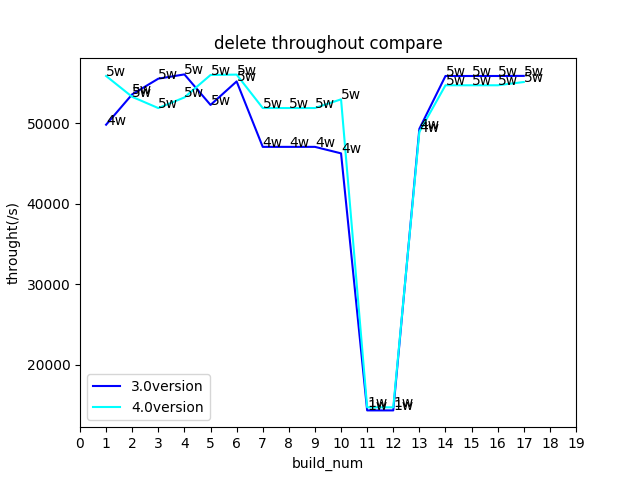 delete throughout compare
throught(/s)
50000
40000
30000
20000
5w 5w 5w 5w 5w 5w 5w 5w 5w 5w 1w 1w 4w 5w 5w 5w 5w
4w 5w 5w 5w 5w 5w 4w 4w 4w 4w 1w 1w 4w 5w 5w 5w 5w
3.0version
4.0version
0 1 2 3 4 5 6 7 8 9 10 11 12 13 14 15 16 17 18 19
build_num